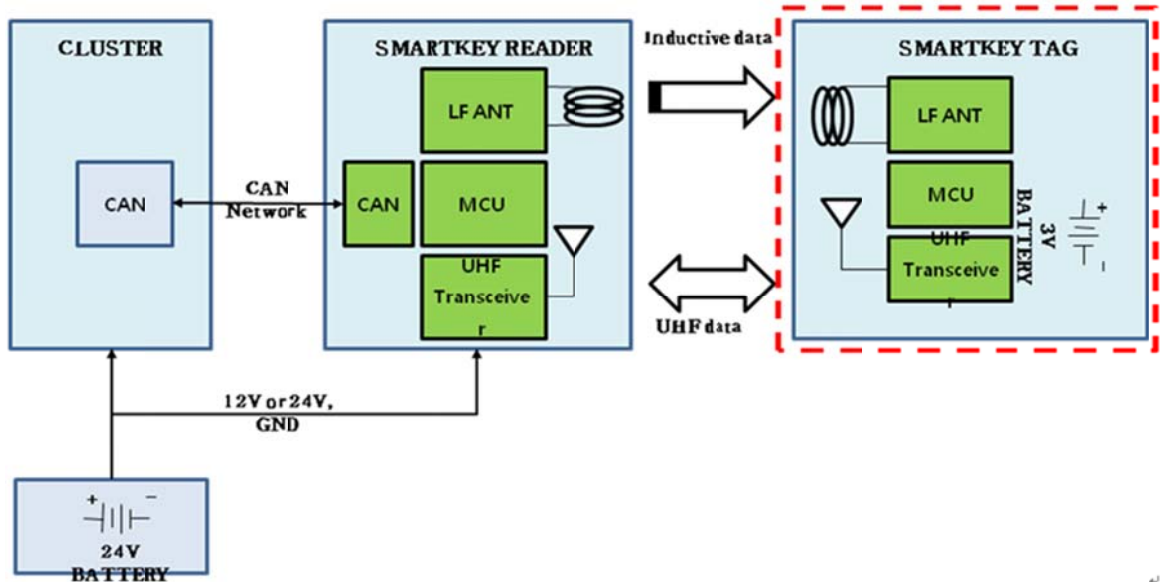 CLUSTER
CAN
CAN
Network
SMARTKEY READER
LF ANT
CAN
MCU
UHF
Transceive
r
Inductive data
UHF data
SMARTKEY TAG
LF ANT
MCU
UHF
Transceive
r
3V
BATTERY
+
-
12V or 24V,
GND
+ -
24V
BATTERY